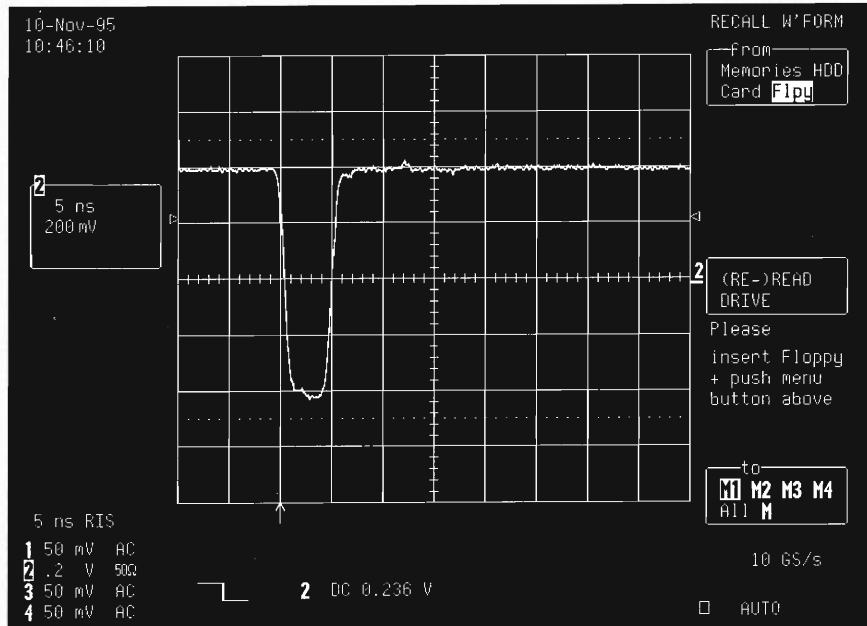 10-Nov-95
10:46:10
RECALL W'FORM
from
Memories HDD
Card Flpy
2
5 ns
200 mV
2
(RE-)READ
DRIVE
Please
insert Floppy
+ push menu
button above
to
M1 M2 M3 M4
All M
5 ns RIS
1 50 mV AC
2 .2 V 50Ω
3 50 mV AC
4 50 mV AC
2 DC 0.236 V
10 GS/s
AUTO